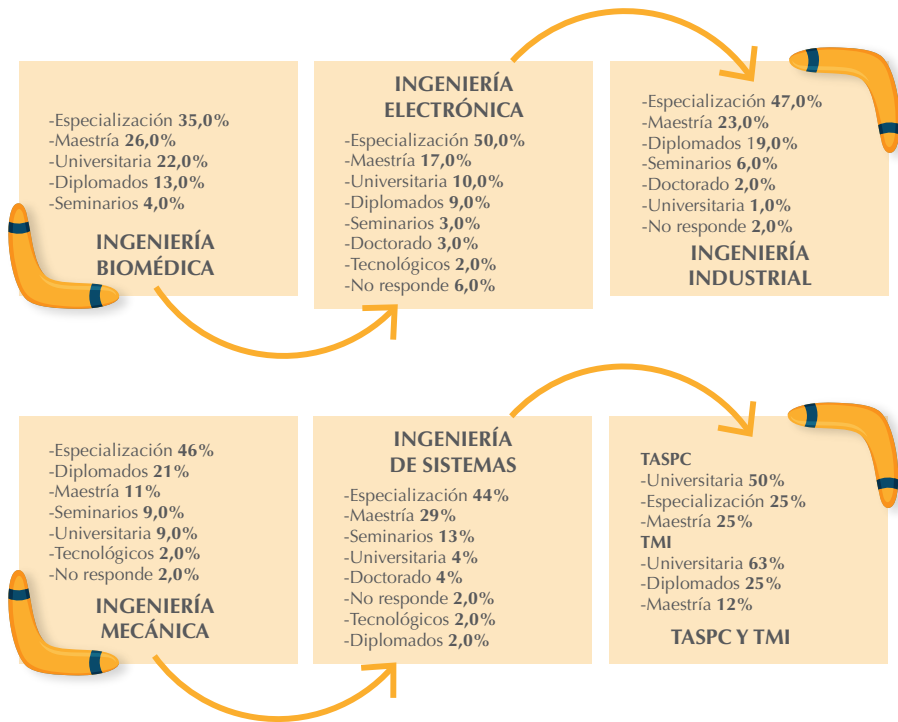 -Especialización 35,0%
-Maestría 26,0%
-Universitaria 22,0%
-Diplomados 13,0%
-Seminarios 4,0%
INGENIERÍA
BIOMÉDICA
INGENIERÍA
ELECTRÓNICA
-Especialización 50,0%
-Maestría 17,0%
-Universitaria 10,0%
-Diplomados 9,0%
-Seminarios 3,0%
-Doctorado 3,0%
-Tecnológicos 2,0%
-No responde 6,0%
-Especialización 47,0%
-Maestría 23,0%
-Diplomados 19,0%
-Seminarios 6,0%
-Doctorado 2,0%
-Universitaria 1,0%
-No responde 2,0%
INGENIERÍA
INDUSTRIAL
-Especialización 46%
-Diplomados 21%
-Maestría 11%
-Seminarios 9,0%
-Universitaria 9,0%
-Tecnológicos 2,0%
-No responde 2,0%
INGENIERÍA
MECÁNICA
INGENIERÍA
DE SISTEMAS
-Especialización 44%
-Maestría 29%
-Seminarios 13%
-Universitaria 4%
-Doctorado 4%
-No responde 2,0%
-Tecnológicos 2,0%
-Diplomados 2,0%
TASPC
-Universitaria 50%
-Especialización 25%
-Maestría 25%
TMI
-Universitaria 63%
-Diplomados 25%
-Maestría 12%
TASPC Y TMI